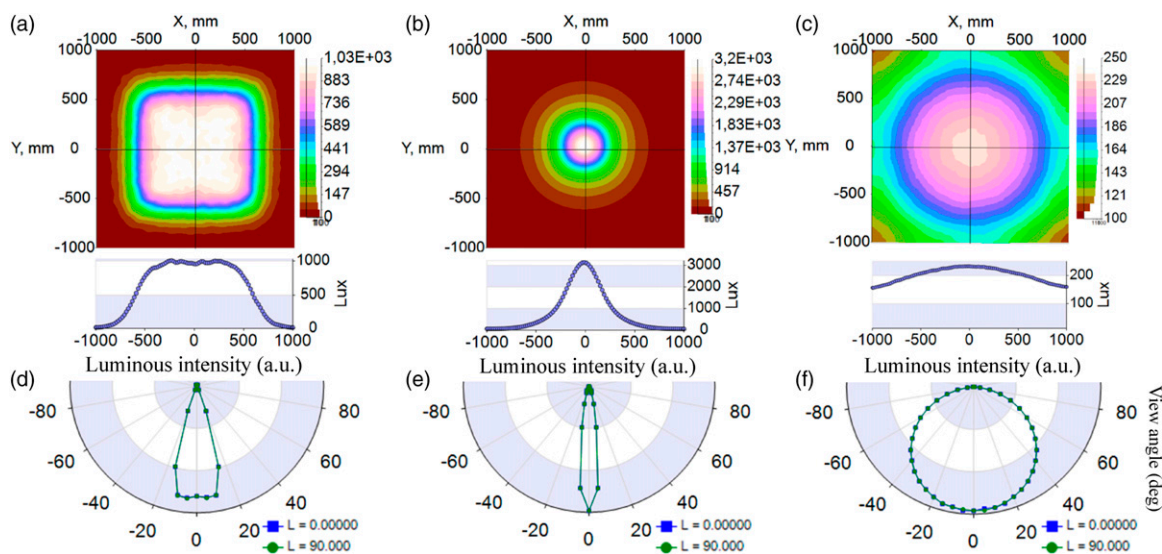 (a) X, mm
-1000 -500 0 500 1000
1000
500
Y, mm 0
-500
-1000
1,03E+03
883
736
589
441
294
147
0
1000
500
0
Lux
-1000 -500 0 500 1000
(b) X, mm
-1000 -500 0 500 1000
1000
500
Y, mm 0
-500
-1000
3,2E+03
2,74E+03
2,29E+03
1,83E+03
1,37E+03
914
457
0
3000
2000
1000
0
Lux
-1000 -500 0 500 1000
(c) X, mm
-1000 -500 0 500 1000
1000
500
Y, mm 0
-500
-1000
250
229
207
186
164
143
121
100
200
100
Lux
-1000 -500 0 500 1000
(d) Luminous intensity (a.u.)
-80 80
-60 60
-40 40
-20 0 20
L = 0.00000
L = 90.000
(e) Luminous intensity (a.u.)
-80 80
-60 60
-40 40
-20 0 20
L = 0.00000
L = 90.000
(f) Luminous intensity (a.u.)
-80 80
-60 60
-40 40
-20 0 20
L = 0.00000
L = 90.000
View angle (deg)